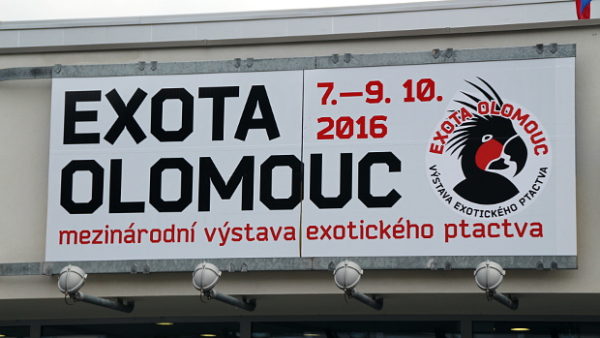 EXOTA
OLOMOUC
7.—9. 10.
2016
mezinárodní výstava exotického ptactva
EXOTA OLOMOUC
VÝSTAVA EXOTICKÉHO PTACTVA